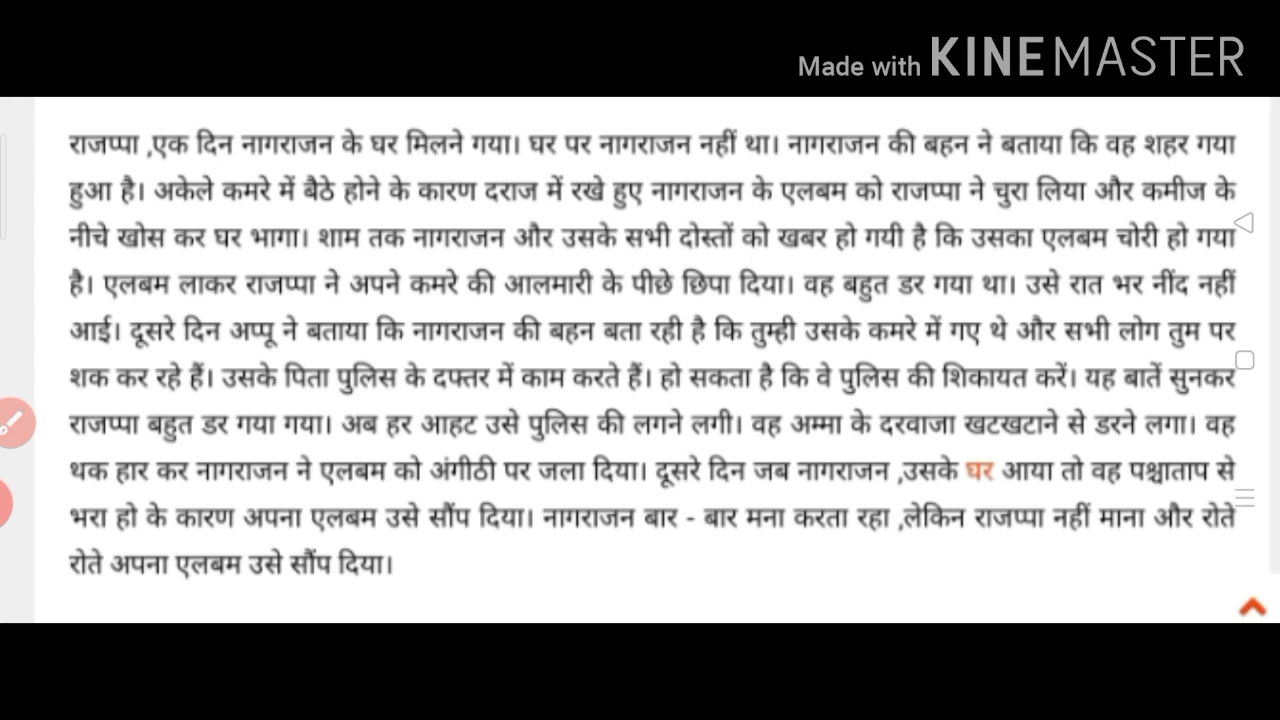 Made with KINEMASTER
राजप्पा ,एक दिन नागराजन के घर मिलने गया। घर पर नागराजन नहीं था। नागराजन की बहन ने बताया कि वह शहर गया
हुआ है। अकेले कमरे में बैठे होने के कारण दराज में रखे हुए नागराजन के एलबम को राजप्पा ने चुरा लिया और कमीज के
नीचे खोस कर घर भागा। शाम तक नागराजन और उसके सभी दोस्तों को खबर हो गयी है कि उसका एलबम चोरी हो गया
है। एलबम लाकर राजप्पा ने अपने कमरे की आलमारी के पीछे छिपा दिया। वह बहुत डर गया था। उसे रात भर नींद नहीं
आई। दूसरे दिन अप्पू ने बताया कि नागराजन की बहन बता रही है कि तुम्ही उसके कमरे में गए थे और सभी लोग तुम पर
शक कर रहे हैं। उसके पिता पुलिस के दफ्तर में काम करते हैं। हो सकता है कि वे पुलिस की शिकायत करें। यह बातें सुनकर
राजप्पा बहुत डर गया गया। अब हर आहट उसे पुलिस की लगने लगी। वह अम्मा के दरवाजा खटखटाने से डरने लगा। वह
थक हार कर नागराजन ने एलबम को अंगीठी पर जला दिया। दूसरे दिन जब नागराजन ,उसके घर आया तो वह पश्चाताप से
भरा हो के कारण अपना एलबम उसे सौंप दिया। नागराजन बार - बार मना करता रहा ,लेकिन राजप्पा नहीं माना और रोते
रोते अपना एलबम उसे सौंप दिया।